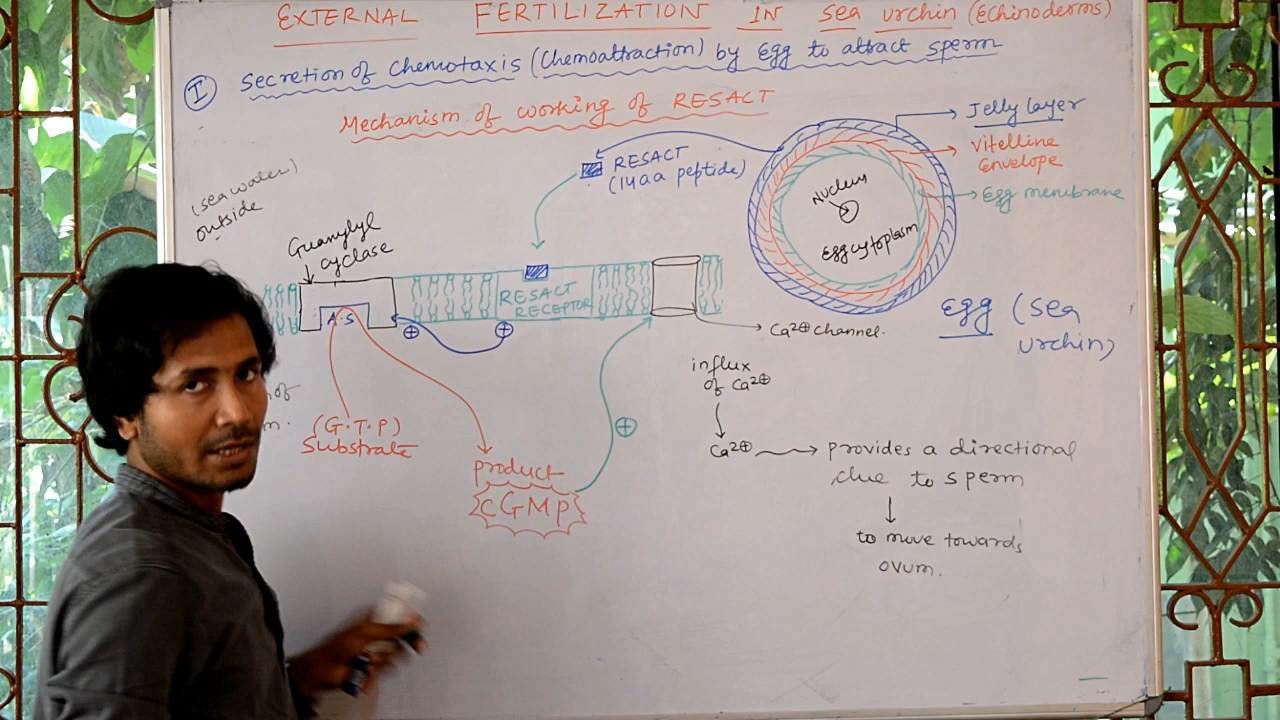 EXTERNAL FERTILIZATION IN sea urchin (Echinoderms)
I secretion of chemotaxis (chemoattraction) by Egg to attract sperm
Mechanism of working of RESACT
Jelly layer
vitelline
Envelope
Egg membrane
RESACT
(14aa peptide)
Nucleus
Egg cytoplasm
Egg (sea
urchin)
(sea water)
outside
Guanylyl
cyclase
A.S
RESACT
RECEPTOR
⊕ ⊕
Ca2⊕ channel.
influx
of Ca2⊕
Ca2⊕
provides a directional
clue to sperm
to move towards
ovum.
of
m.
(G.T.P)
Substrate
product
CGMP
⊕